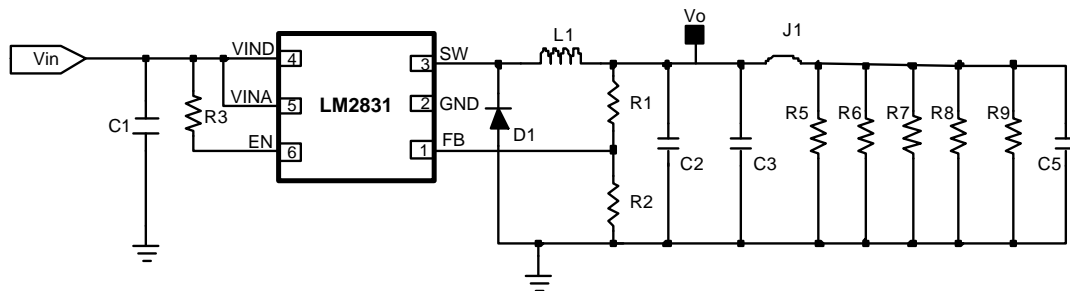 Vin
C1
R3
VIND
VINA
EN
4
5
6
LM2831
3
2
1
SW
GND
FB
D1
L1
R1
R2
Vo
C2
C3
J1
R5
R6
R7
R8
R9
C5